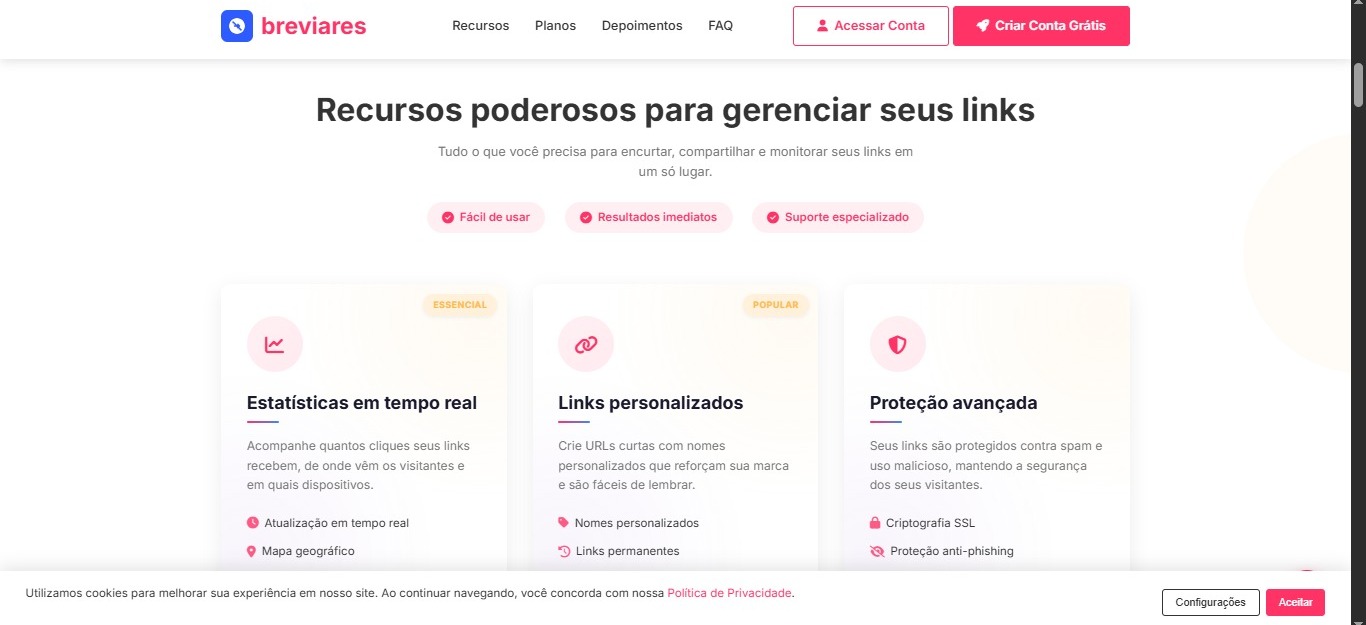 breviares
Recursos
Planos
Depoimentos
FAQ
Acessar Conta
Criar Conta Grátis
Recursos poderosos para gerenciar seus links
Tudo o que você precisa para encurtar, compartilhar e monitorar seus links em
um só lugar.
Fácil de usar
Resultados imediatos
Suporte especializado
ESSENCIAL
Estatísticas em tempo real
Acompanhe quantos cliques seus links
recebem, de onde vêm os visitantes e
em quais dispositivos.
Atualização em tempo real
Mapa geográfico
POPULAR
Links personalizados
Crie URLs curtas com nomes
personalizados que reforçam sua marca
e são fáceis de lembrar.
Nomes personalizados
Links permanentes
Proteção avançada
Seus links são protegidos contra spam e
uso malicioso, mantendo a segurança
dos seus visitantes.
Criptografia SSL
Proteção anti-phishing
Utilizamos cookies para melhorar sua experiência em nosso site. Ao continuar navegando, você concorda com nossa Política de Privacidade.
Configurações
Aceitar